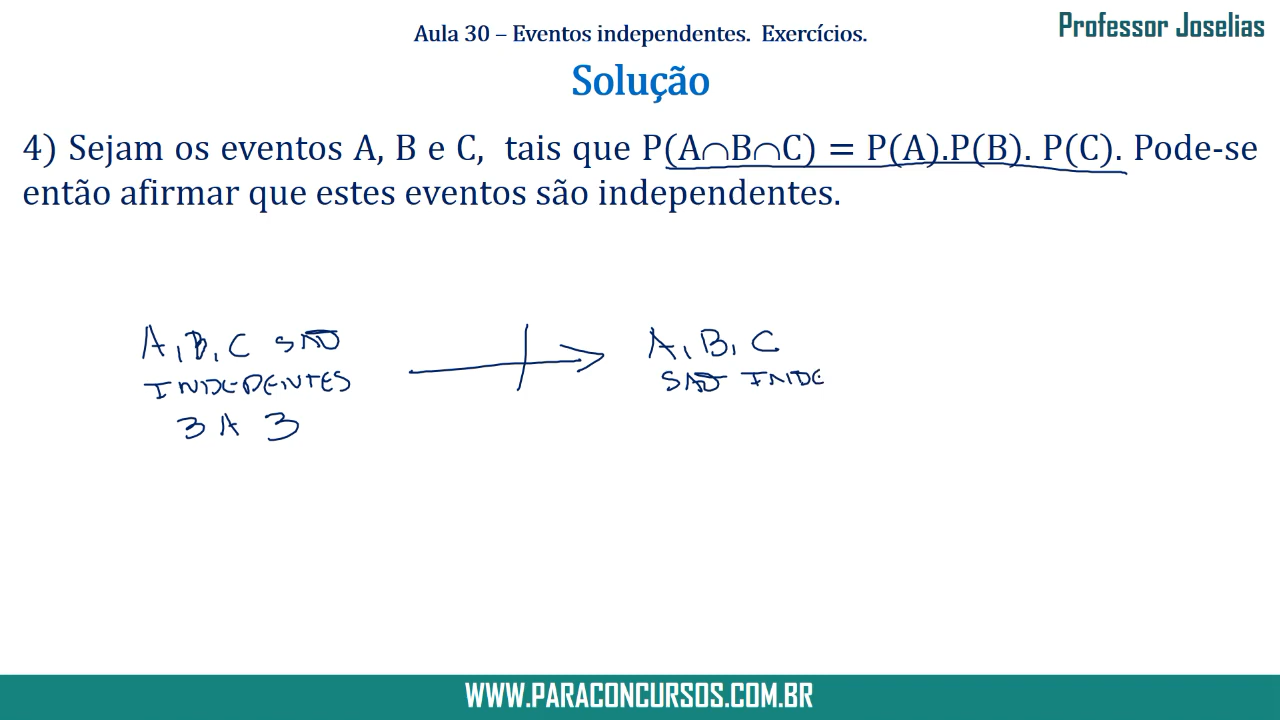 Aula 30 – Eventos independentes. Exercícios.
Professor Joselias
Solução
4) Sejam os eventos A, B e C, tais que P(A∩B∩C) = P(A).P(B). P(C). Pode-se
então afirmar que estes eventos são independentes.
A, B, C SÃO
INDEPENTES
3 A 3
A, B, C
SÃO INDE
WWW.PARACONCURSOS.COM.BR